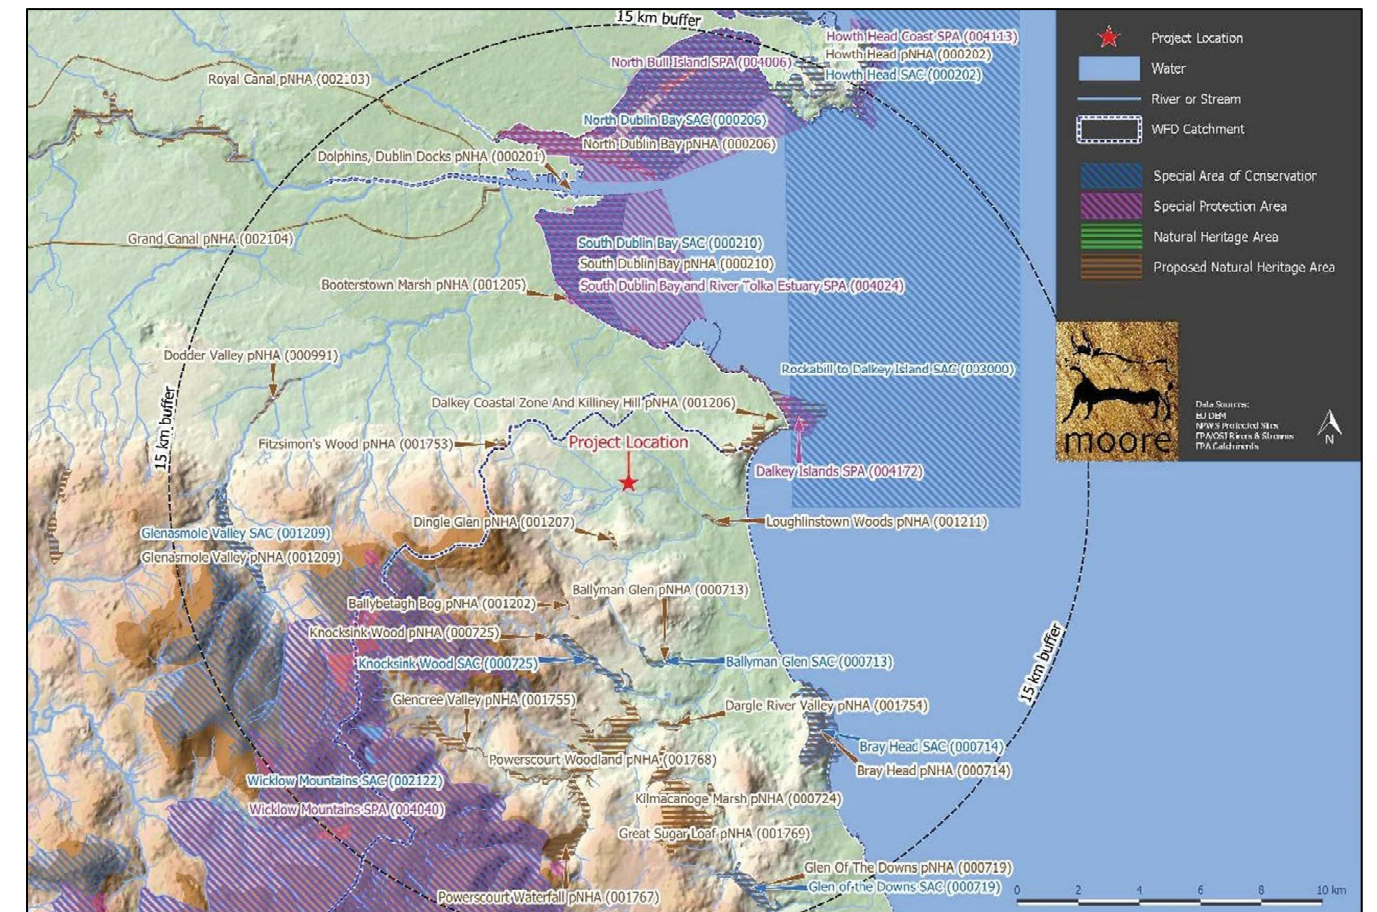 15 km buffer
Howth Head Coast SPA (004113)
Howth Head pNHA (000202)
Howth Head SAC (000202)
North Bull Island SPA (004006)
Royal Canal pNHA (002103)
North Dublin Bay SAC (000206)
North Dublin Bay pNHA (000206)
Dolphins, Dublin Docks pNHA (000201)
Grand Canal pNHA (002104)
South Dublin Bay SAC (000210)
South Dublin Bay pNHA (000210)
South Dublin Bay and River Tolka Estuary SPA (004024)
Booterstown Marsh pNHA (001205)
Dodder Valley pNHA (000991)
Rockabill to Dalkey Island SAC (003000)
Dalkey Coastal Zone And Killiney Hill pNHA (001206)
15 km buffer
Fitzsimon's Wood pNHA (001753)
Project Location
Dalkey Islands SPA (004172)
Dingle Glen pNHA (001207)
Loughlinstown Woods pNHA (001211)
Glenasmole Valley SAC (001209)
Glenasmole Valley pNHA (001209)
Ballyman Glen pNHA (000713)
Ballybetagh Bog pNHA (001202)
Knocksink Wood pNHA (000725)
Knocksink Wood SAC (000725)
Ballyman Glen SAC (000713)
15 km buffer
Glencree Valley pNHA (001755)
Dargle River Valley pNHA (001754)
Bray Head SAC (000714)
Bray Head pNHA (000714)
Powerscourt Woodland pNHA (001768)
Wicklow Mountains SAC (002122)
Wicklow Mountains SPA (004040)
Kilmacanoge Marsh pNHA (000724)
Great Sugar Loaf pNHA (001769)
Glen Of The Downs pNHA (000719)
Glen of the Downs SAC (000719)
Powerscourt Waterfall pNHA (001767)
0 2 4 6 8 10 km
Project Location
Water
River or Stream
WFD Catchment
Special Area of Conservation
Special Protection Area
Natural Heritage Area
Proposed Natural Heritage Area
moore
Data Sources:
EU DEM
NPWS Protected Sites
EPA/OSI Rivers & Streams
EPA Catchments
N